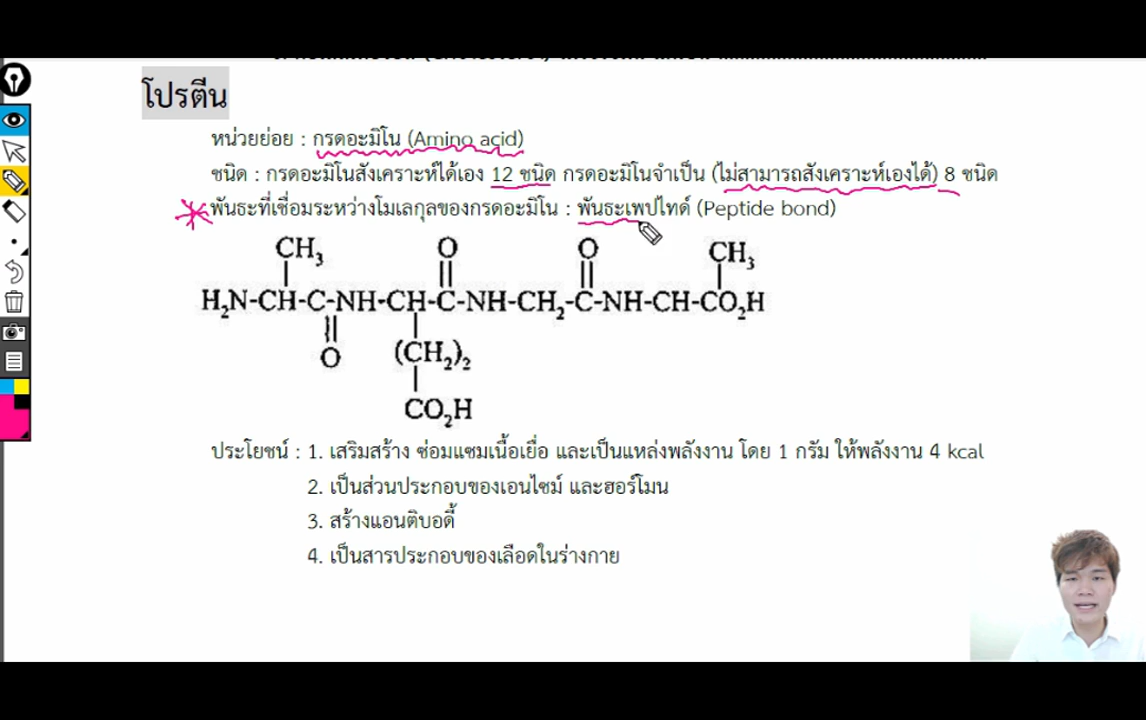 โปรตีน
หน่วยย่อย : กรดอะมิโน (Amino acid)
ชนิด : กรดอะมิโนสังเคราะห์ได้เอง 12 ชนิด กรดอะมิโนจำเป็น (ไม่สามารถสังเคราะห์เองได้) 8 ชนิด
พันธะที่เชื่อมระหว่างโมเลกุลของกรดอะมิโน : พันธะเพปไทด์ (Peptide bond)
CH₃ O O CH₃
H₂N-CH-C-NH-CH-C-NH-CH₂-C-NH-CH-CO₂H
O (CH₂)₂
CO₂H
ประโยชน์ : 1. เสริมสร้าง ซ่อมแซมเนื้อเยื่อ และเป็นแหล่งพลังงาน โดย 1 กรัม ให้พลังงาน 4 kcal
2. เป็นส่วนประกอบของเอนไซม์ และฮอร์โมน
3. สร้างแอนติบอดี้
4. เป็นสารประกอบของเลือดในร่างกาย